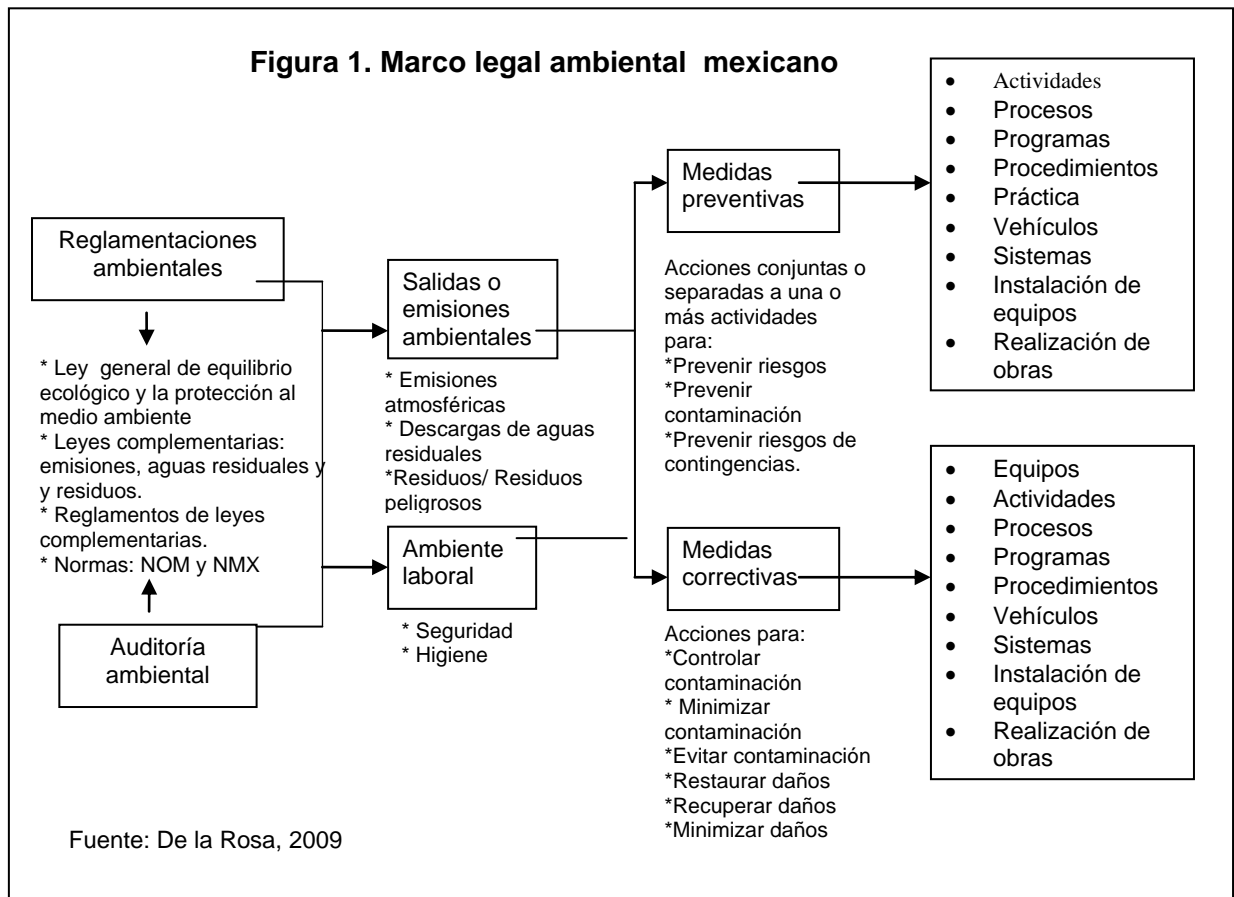 Figura 1. Marco legal ambiental mexicano
Reglamentaciones
ambientales
* Ley general de equilibrio
ecológico y la protección al
medio ambiente
* Leyes complementarias:
emisiones, aguas residuales y
y residuos.
* Reglamentos de leyes
complementarias.
* Normas: NOM y NMX
Auditoría
ambiental
Salidas o
emisiones
ambientales
* Emisiones
atmosféricas
* Descargas de aguas
residuales
*Residuos/ Residuos
peligrosos
Ambiente
laboral
* Seguridad
* Higiene
Medidas
preventivas
Acciones conjuntas o
separadas a una o
más actividades
para:
*Prevenir riesgos
*Prevenir
contaminación
*Prevenir riesgos de
contingencias.
Medidas
correctivas
Acciones para:
*Controlar
contaminación
* Minimizar
contaminación
*Evitar contaminación
*Restaurar daños
*Recuperar daños
*Minimizar daños
• Actividades
• Procesos
• Programas
• Procedimientos
• Práctica
• Vehículos
• Sistemas
• Instalación de
equipos
• Realización de
obras
• Equipos
• Actividades
• Procesos
• Programas
• Procedimientos
• Vehículos
• Sistemas
• Instalación de
equipos
• Realización de
obras
Fuente: De la Rosa, 2009